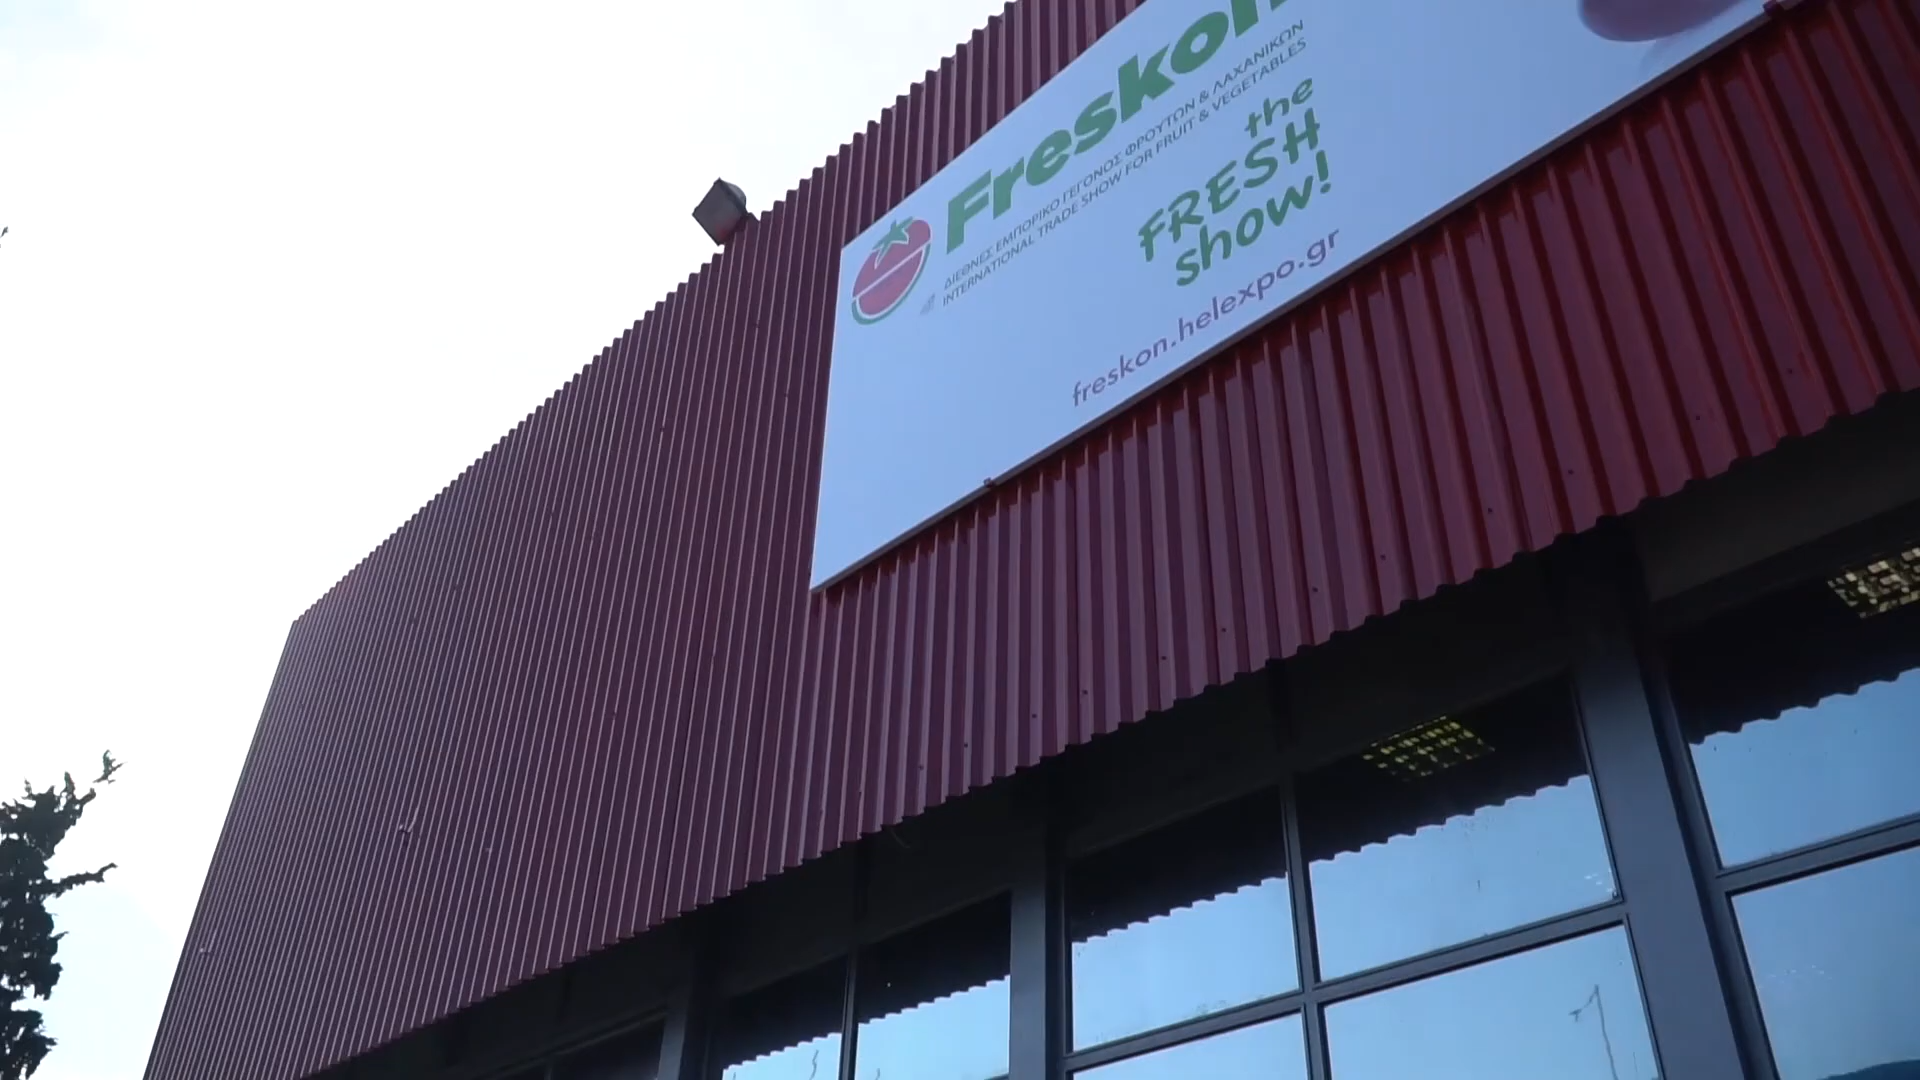 Freskon
ΔΙΕΘΝΕΣ ΕΜΠΟΡΙΚΟ ΓΕΓΟΝΟΣ ΦΡΟΥΤΩΝ & ΛΑΧΑΝΙΚΩΝ
INTERNATIONAL TRADE SHOW FOR FRUIT & VEGETABLES
the
FRESH
show!
freskon.helexpo.gr